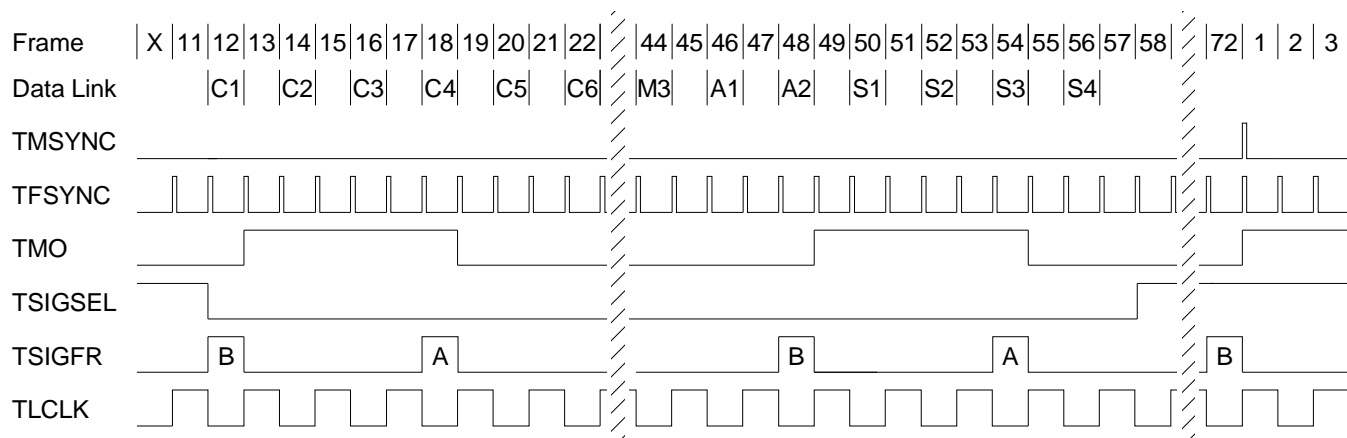 Frame X 11 12 13 14 15 16 17 18 19 20 21 22 44 45 46 47 48 49 50 51 52 53 54 55 56 57 58 72 1 2 3
Data Link C1 C2 C3 C4 C5 C6 M3 A1 A2 S1 S2 S3 S4
TMSYNC
TFSYNC
TMO
TSIGSEL
TSIGFR B A B A B
TLCLK